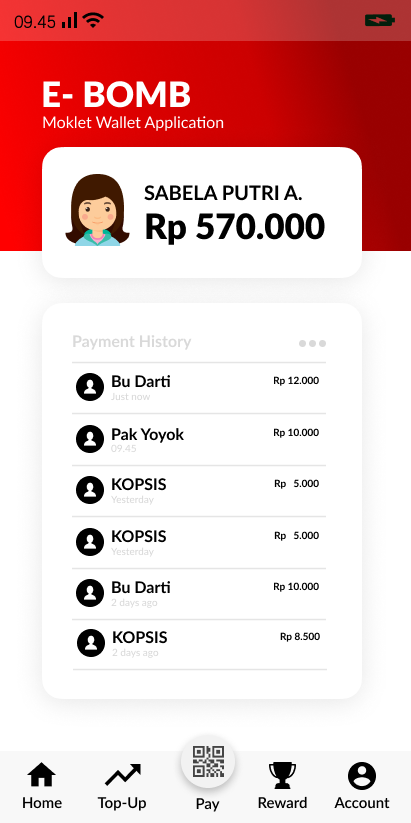 09.45
E- BOMB
Moklet Wallet Application
SABELA PUTRI A.
Rp 570.000
Payment History
Bu Darti Rp 12.000
Just now
Pak Yoyok Rp 10.000
09.45
KOPSIS Rp 5.000
Yesterday
KOPSIS Rp 5.000
Yesterday
Bu Darti Rp 10.000
2 days ago
KOPSIS Rp 8.500
2 days ago
Home Top-Up Pay Reward Account